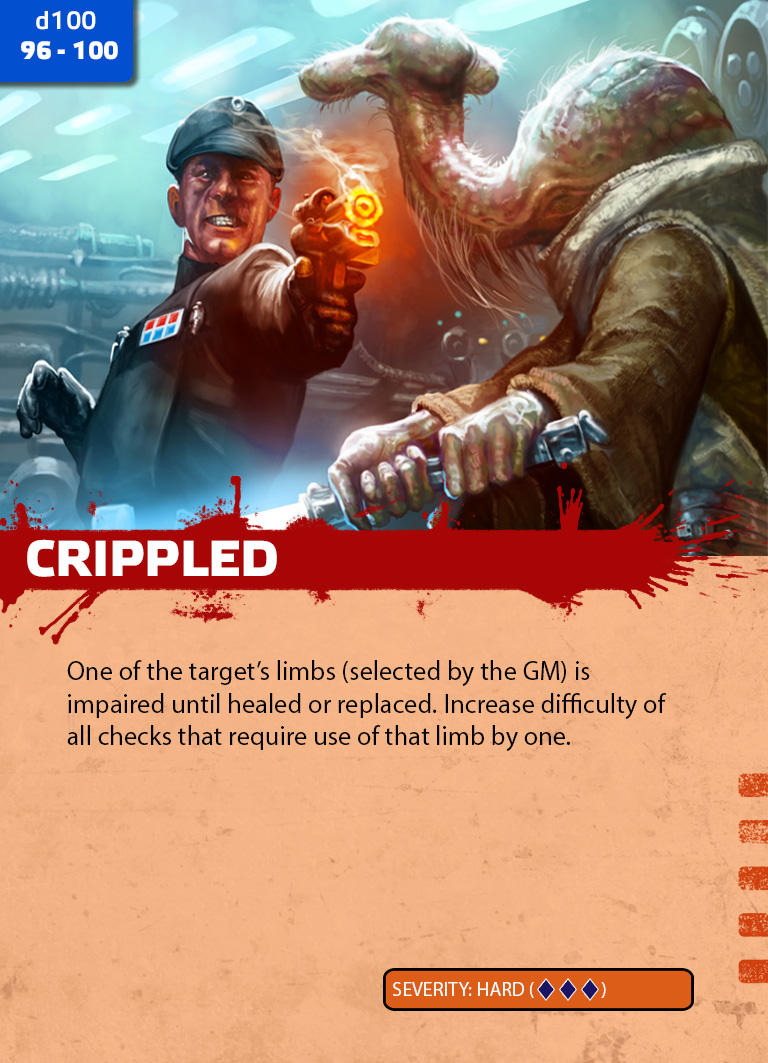 d100
96 - 100
CRIPPLED
One of the target’s limbs (selected by the GM) is
impaired until healed or replaced. Increase difficulty of
all checks that require use of that limb by one.
SEVERITY: HARD (♦♦♦)